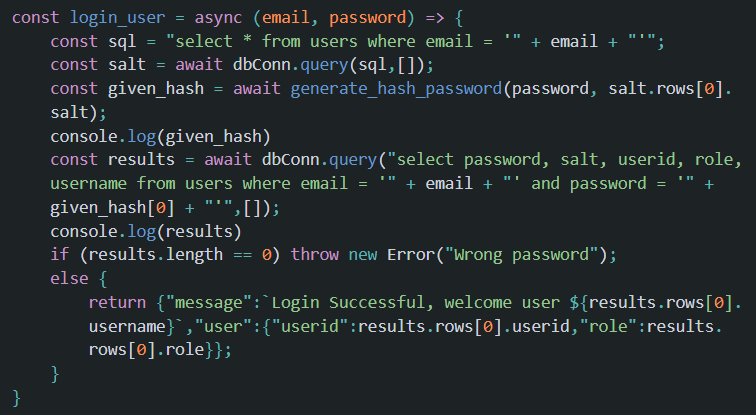 const login_user = async (email, password) => {
    const sql = "select * from users where email = '" + email + "'";
    const salt = await dbConn.query(sql,[]);
    const given_hash = await generate_hash_password(password, salt.rows[0].
    salt);
    console.log(given_hash)
    const results = await dbConn.query("select password, salt, userid, role,
    username from users where email = '" + email + "' and password = '" +
    given_hash[0] + "'",[]);
    console.log(results)
    if (results.length == 0) throw new Error("Wrong password");
    else {
        return {"message":`Login Successful, welcome user ${results.rows[0].
        username}`,"user":{"userid":results.rows[0].userid,"role":results.
        rows[0].role}};
    }
}